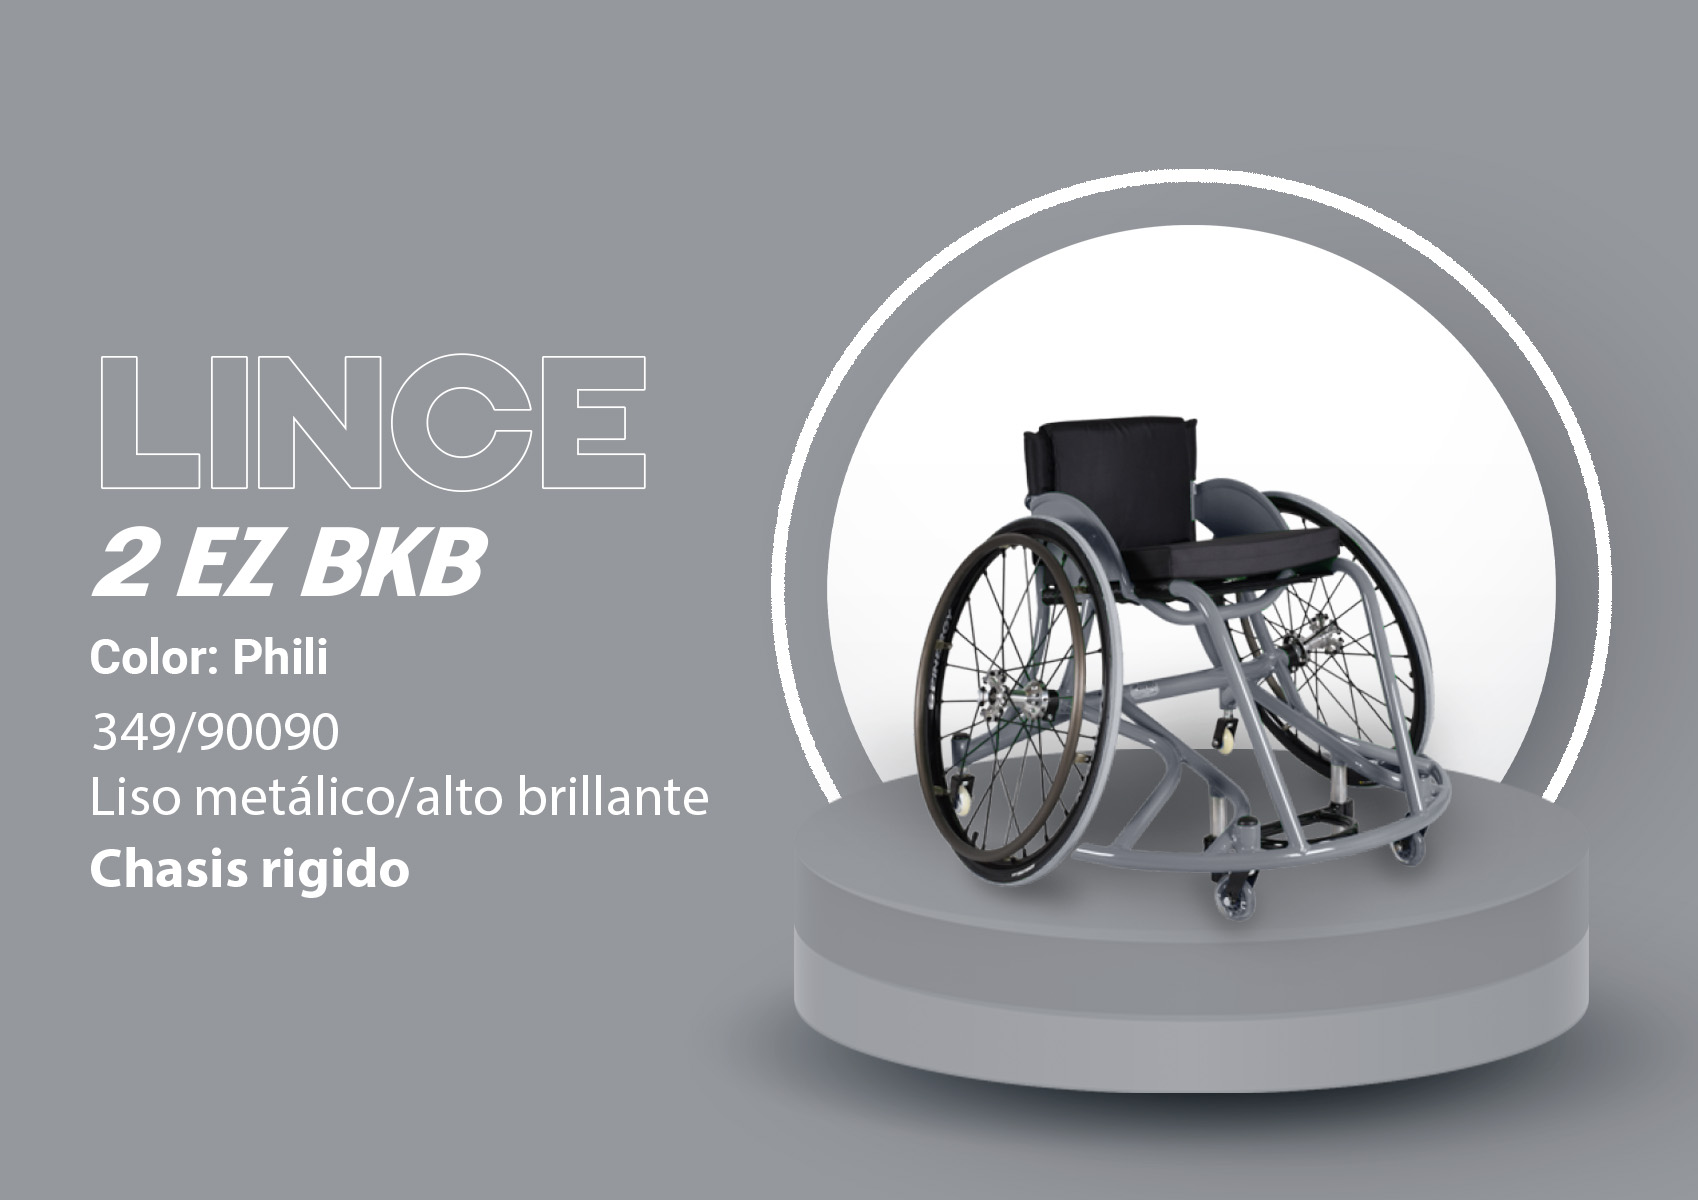 LINCE
2 EZ BKB
Color: Phili
349/90090
Liso metálico/alto brillante
Chasis rigido